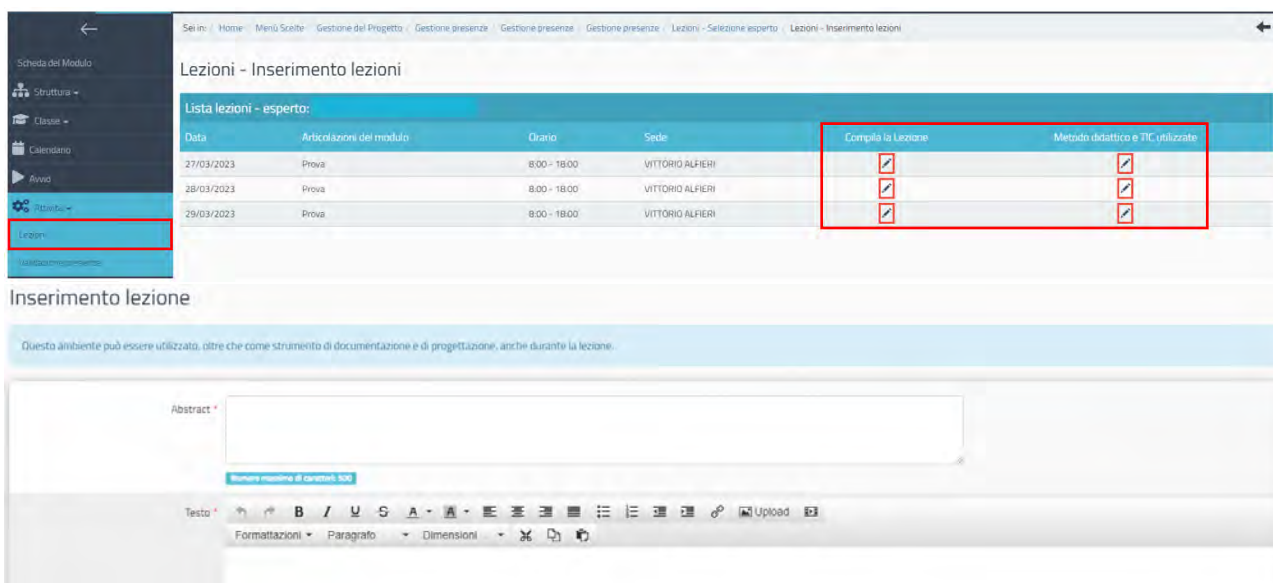 Sei in: / Home / Menù Scelte / Gestione del Progetto / Gestione presenze / Gestione presenze / Gestione presenze / Lezioni - Selezione esperto / Lezioni - Inserimento lezioni
Scheda del Modulo
Struttura
Classe
Calendario
Avvio
Attività
Lezioni
Lezioni - Inserimento lezioni
Lista lezioni - esperto:
Data Articolazioni del modulo Orario Sede Compila la Lezione Metodo didattico e TIC utilizzate
27/03/2023 Prova 8:00 - 18:00 VITTORIO ALFIERI
28/03/2023 Prova 8:00 - 18:00 VITTORIO ALFIERI
29/03/2023 Prova 8:00 - 18:00 VITTORIO ALFIERI
Inserimento lezione
Questo ambiente può essere utilizzato, oltre che come strumento di documentazione e di progettazione, anche durante la lezione.
Abstract *
Numero massimo di caratteri: 500
Testo * B I U S A A Upload
Formattazioni Paragrafo Dimensioni